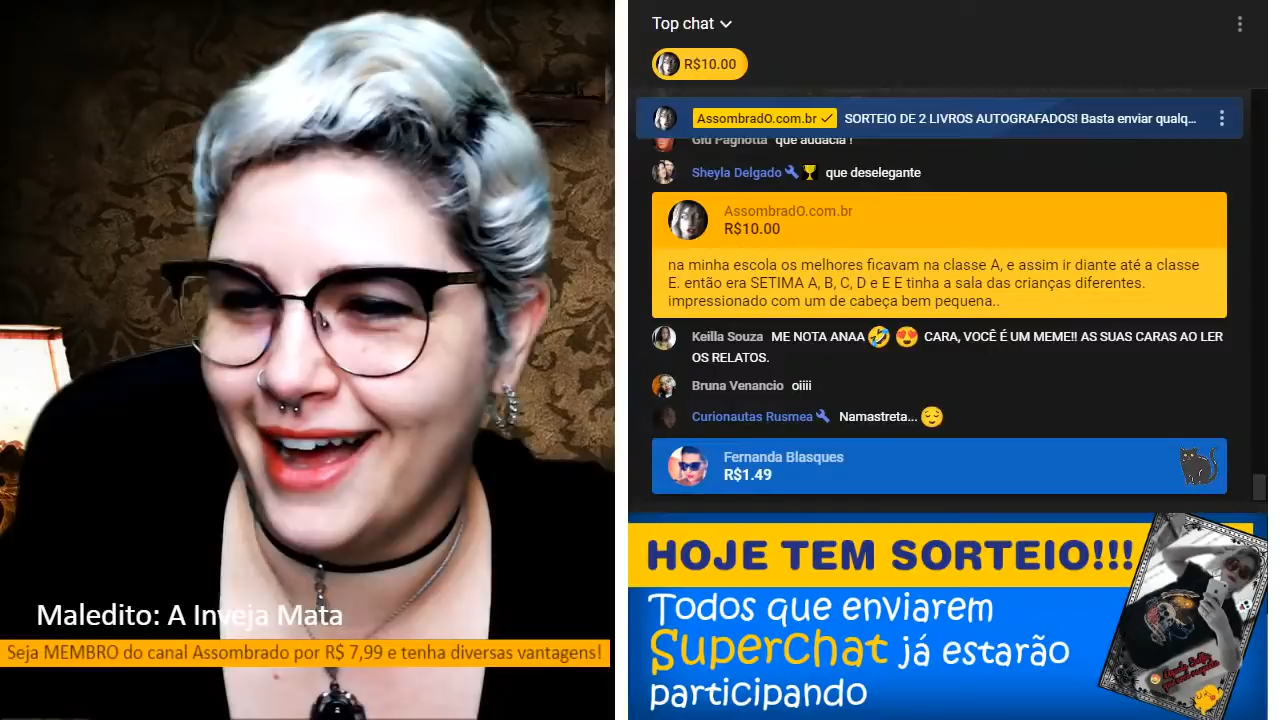 Maledito: A Inveja Mata
Seja MEMBRO do canal Assombrado por R$ 7,99 e tenha diversas vantagens!
Top chat
R$10.00
AssombradO.com.br SORTEIO DE 2 LIVROS AUTOGRAFADOS! Basta enviar qualq...
Giu Pagnotta que audácia !
Sheyla Delgado que deselegante
AssombradO.com.br
R$10.00
na minha escola os melhores ficavam na classe A, e assim ir diante até a classe
E. então era SETIMA A, B, C, D e E E tinha a sala das crianças diferentes.
impressionado com um de cabeça bem pequena..
Keilla Souza ME NOTA ANAA🤣 😍 CARA, VOCÊ É UM MEME!! AS SUAS CARAS AO LER
OS RELATOS.
Bruna Venancio oiiii
Curionautas Rusmea Namastreta...😌
Fernanda Blasques
R$1.49
HOJE TEM SORTEIO!!!
Todos que enviarem
Superchat já estarão
participando